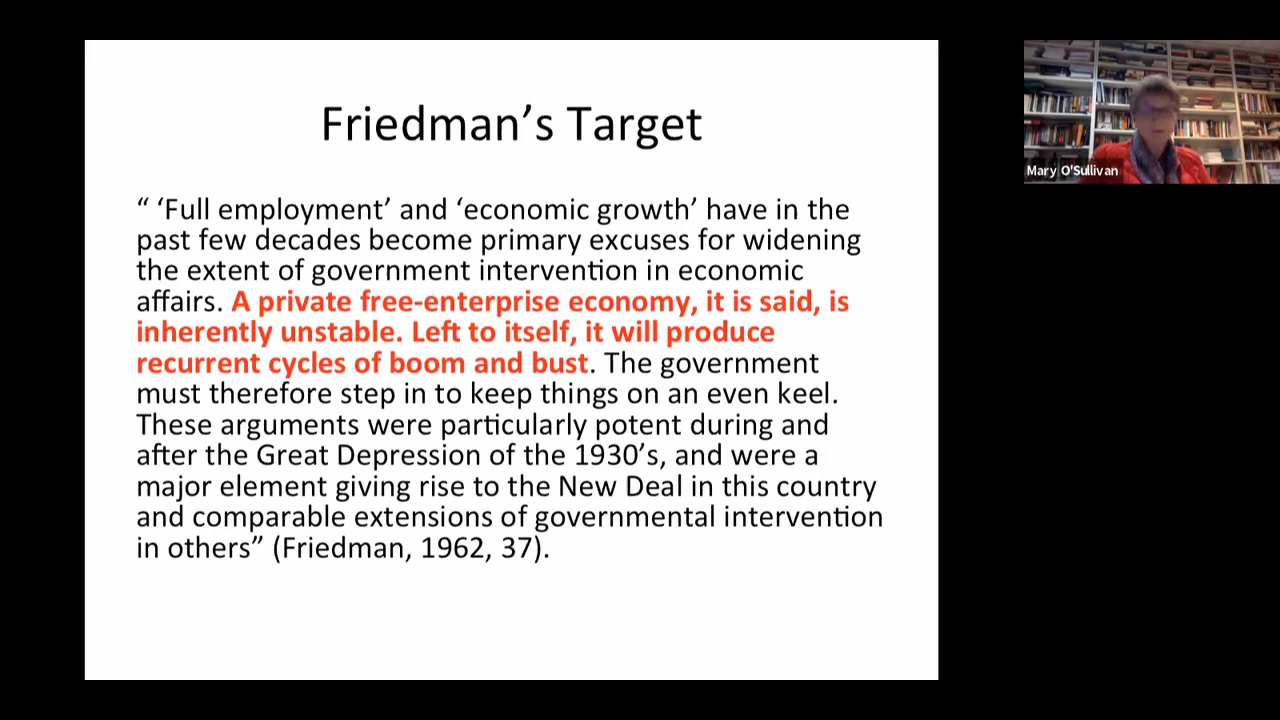 Friedman’s Target
“ ‘Full employment’ and ‘economic growth’ have in the
past few decades become primary excuses for widening
the extent of government intervention in economic
affairs. A private free-enterprise economy, it is said, is
inherently unstable. Left to itself, it will produce
recurrent cycles of boom and bust. The government
must therefore step in to keep things on an even keel.
These arguments were particularly potent during and
after the Great Depression of the 1930’s, and were a
major element giving rise to the New Deal in this country
and comparable extensions of governmental intervention
in others” (Friedman, 1962, 37).
Mary O'Sullivan